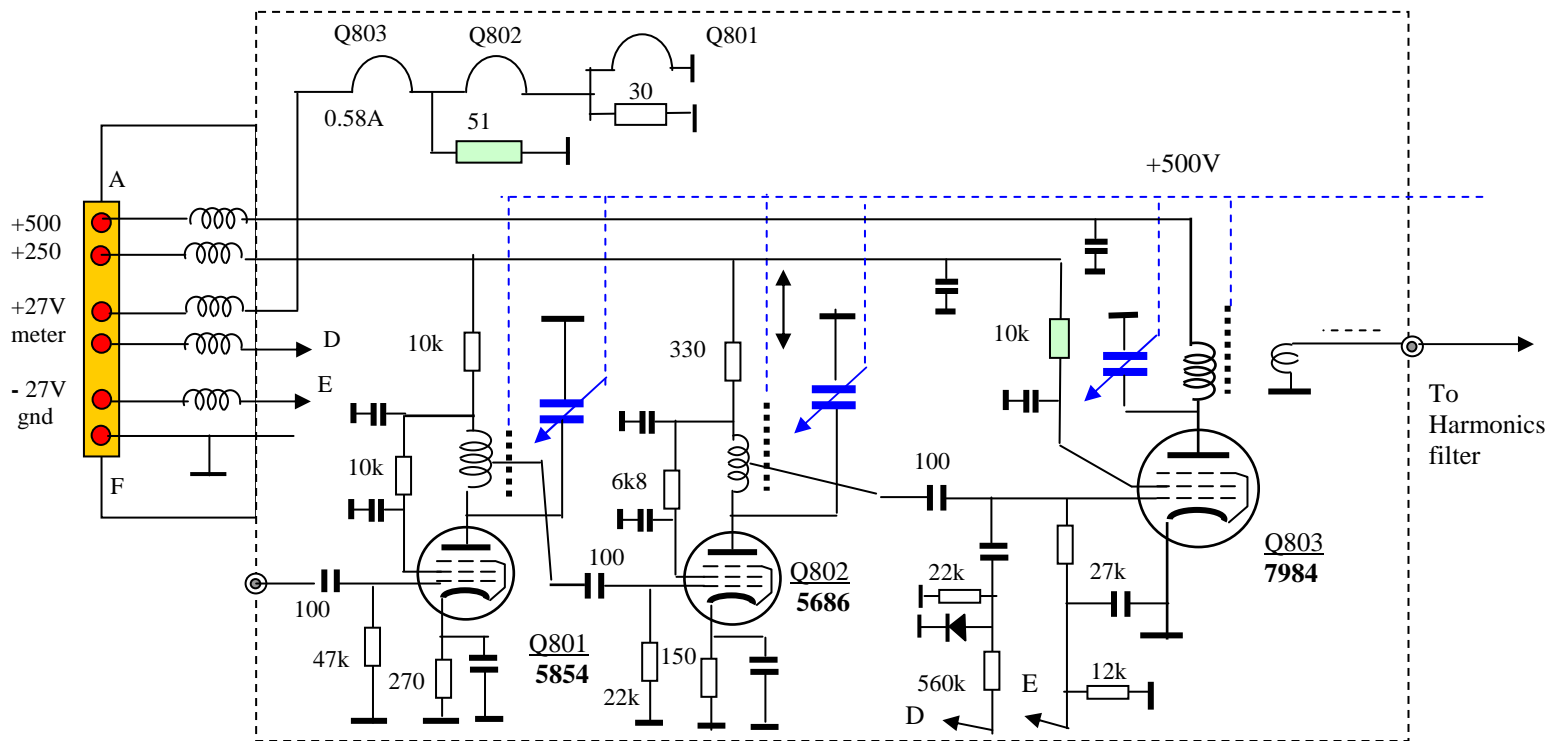 Q803
Q802
Q801
0.58A
51
30
+500V
A
+500
+250
+27V
meter
- 27V
gnd
F
D
E
10k
330
10k
10k
6k8
100
100
100
47k
270
22k
150
Q801
5854
Q802
5686
22k
560k
D
E
27k
12k
Q803
7984
To
Harmonics
filter